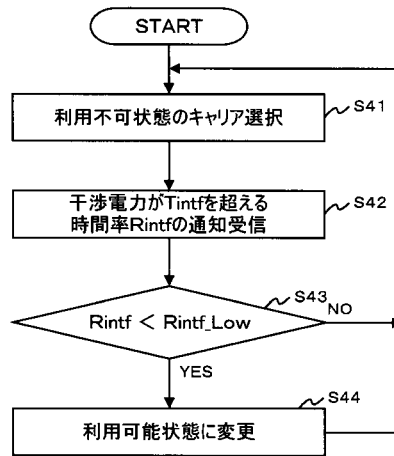 START
利用不可状態のキャリア選択
S41
干渉電力がTintfを超える
時間率Rintfの通知受信
S42
Rintf < Rintf_Low
S43
NO
YES
利用可能状態に変更
S44